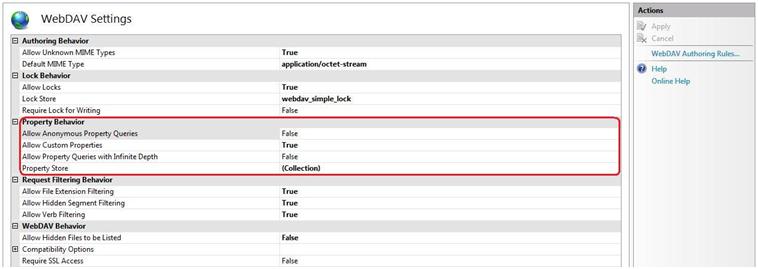 WebDAV Settings
Authoring Behavior
Allow Unknown MIME Types True
Default MIME Type application/octet-stream
Lock Behavior
Allow Locks True
Lock Store webdav_simple_lock
Require Lock for Writing False
Property Behavior
Allow Anonymous Property Queries False
Allow Custom Properties True
Allow Property Queries with Infinite Depth False
Property Store (Collection)
Request Filtering Behavior
Allow File Extension Filtering True
Allow Hidden Segment Filtering True
Allow Verb Filtering True
WebDAV Behavior
Allow Hidden Files to be Listed False
Compatibility Options
Require SSL Access False
Actions
Apply
Cancel
WebDAV Authoring Rules...
Help
Online Help